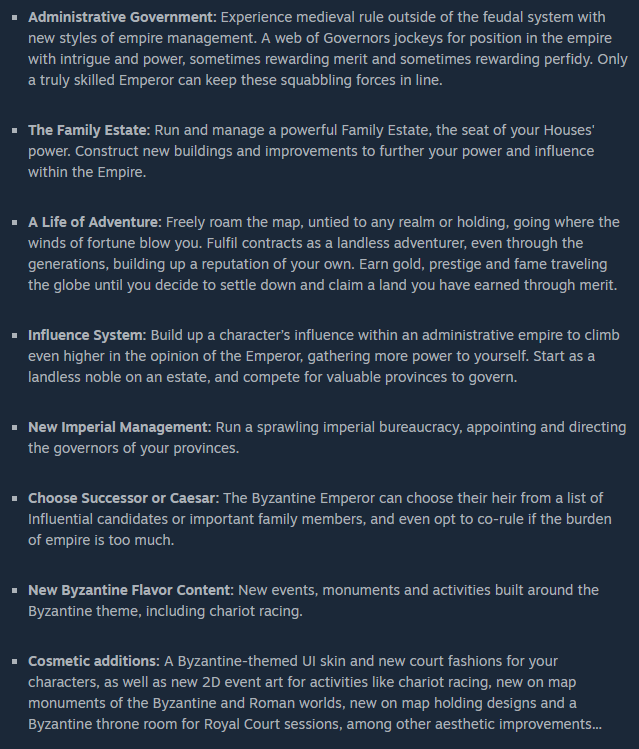 Administrative Government: Experience medieval rule outside of the feudal system with
new styles of empire management. A web of Governors jockeys for position in the empire
with intrigue and power, sometimes rewarding merit and sometimes rewarding perfidy. Only
a truly skilled Emperor can keep these squabbling forces in line.
The Family Estate: Run and manage a powerful Family Estate, the seat of your Houses'
power. Construct new buildings and improvements to further your power and influence
within the Empire.
A Life of Adventure: Freely roam the map, untied to any realm or holding, going where the
winds of fortune blow you. Fulfil contracts as a landless adventurer, even through the
generations, building up a reputation of your own. Earn gold, prestige and fame traveling
the globe until you decide to settle down and claim a land you have earned through merit.
Influence System: Build up a character's influence within an administrative empire to climb
even higher in the opinion of the Emperor, gathering more power to yourself. Start as a
landless noble on an estate, and compete for valuable provinces to govern.
New Imperial Management: Run a sprawling imperial bureaucracy, appointing and directing
the governors of your provinces.
Choose Successor or Caesar: The Byzantine Emperor can choose their heir from a list of
Influential candidates or important family members, and even opt to co-rule if the burden
of empire is too much.
New Byzantine Flavor Content: New events, monuments and activities built around the
Byzantine theme, including chariot racing.
Cosmetic additions: A Byzantine-themed UI skin and new court fashions for your
characters, as well as new 2D event art for activities like chariot racing, new on map
monuments of the Byzantine and Roman worlds, new on map holding designs and a
Byzantine throne room for Royal Court sessions, among other aesthetic improvements...